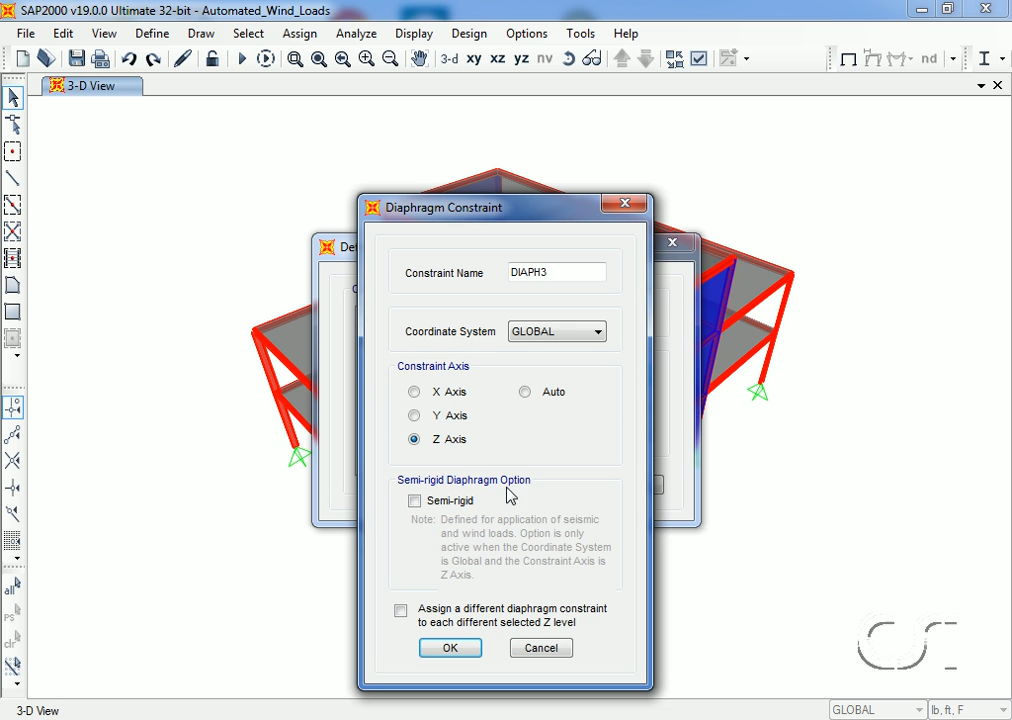 SAP2000 v19.0.0 Ultimate 32-bit - Automated_Wind_Loads
File Edit View Define Draw Select Assign Analyze Display Design Options Tools Help
3-d xy xz yz nv nd
3-D View
Diaphragm Constraint
Constraint Name DIAPH3
Coordinate System GLOBAL
Constraint Axis
X Axis Auto
Y Axis
Z Axis
Semi-rigid Diaphragm Option
Semi-rigid
Note: Defined for application of seismic
and wind loads. Option is only
active when the Coordinate System
is Global and the Constraint Axis is
Z Axis.
Assign a different diaphragm constraint
to each different selected Z level
OK Cancel
all
PS
clr
CSI
3-D View GLOBAL lb, ft, F